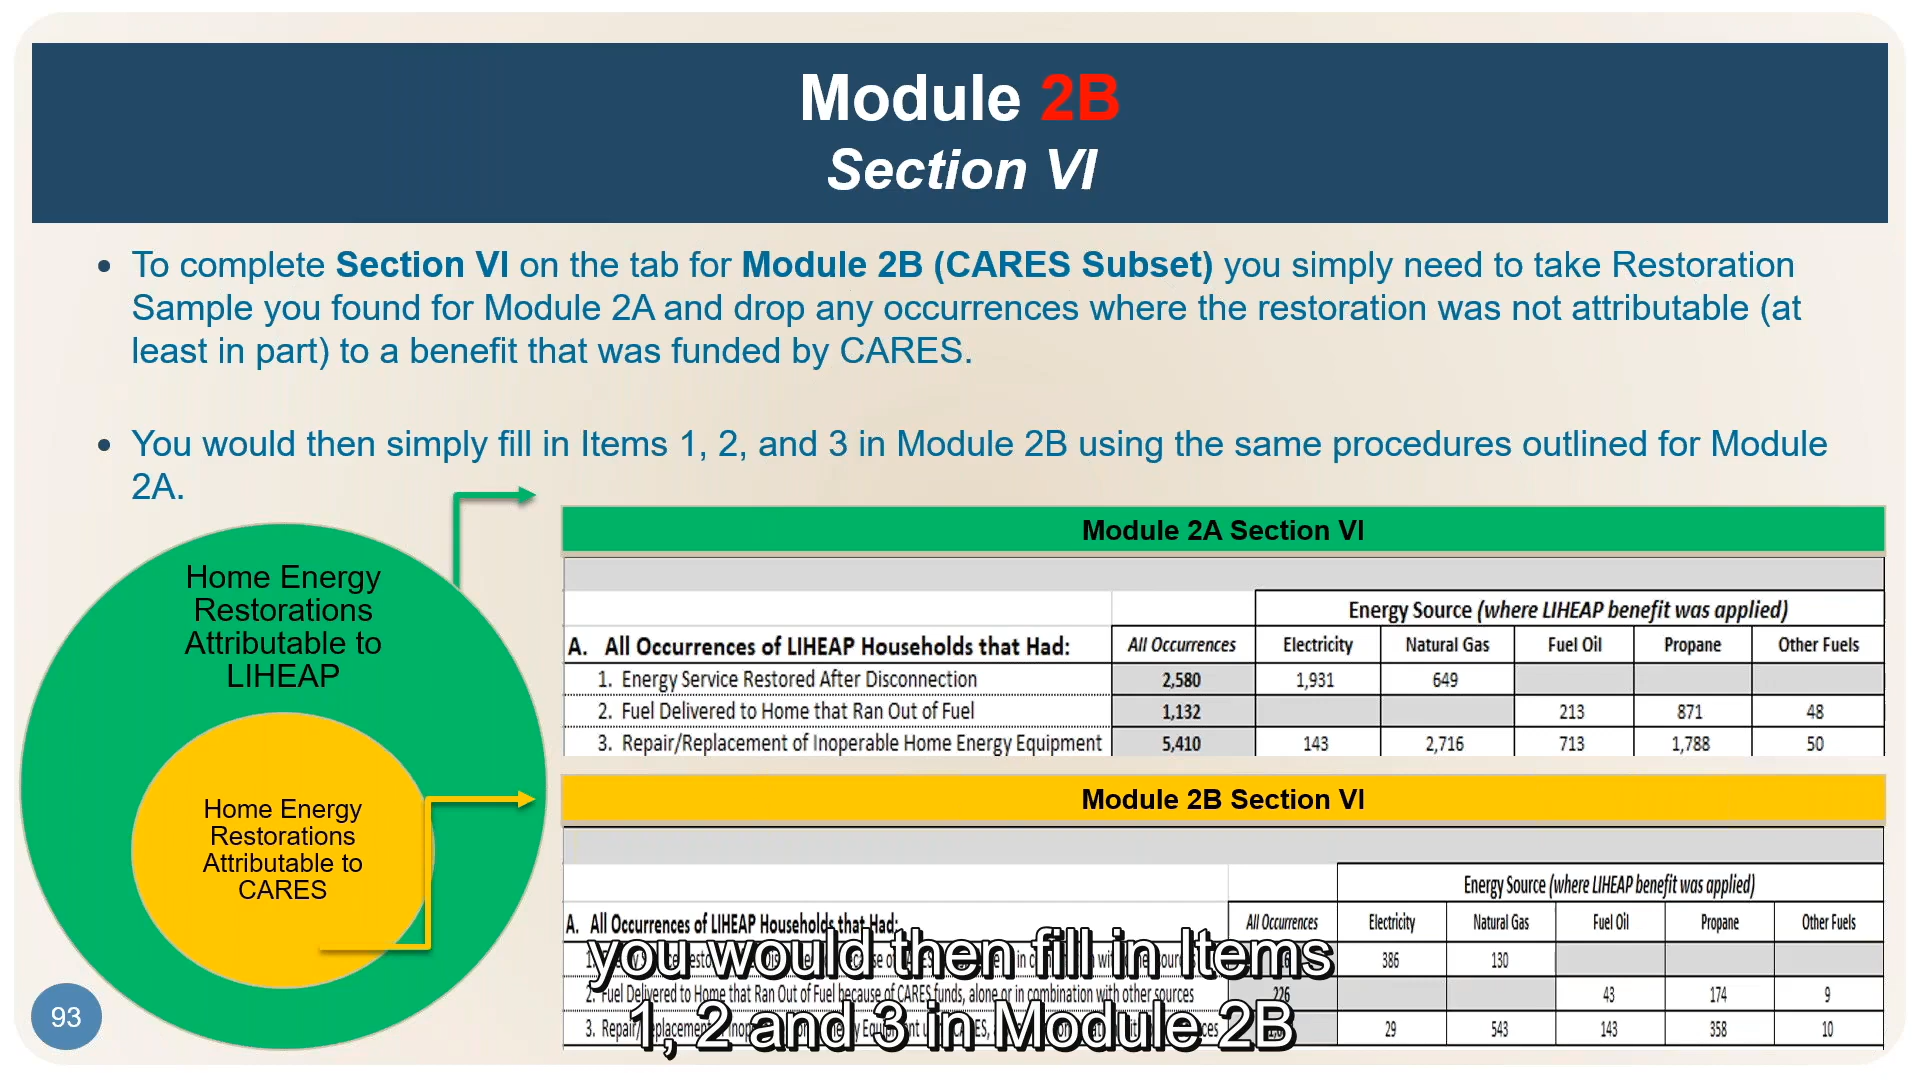 Module 2B
Section VI
• To complete Section VI on the tab for Module 2B (CARES Subset) you simply need to take Restoration
Sample you found for Module 2A and drop any occurrences where the restoration was not attributable (at
least in part) to a benefit that was funded by CARES.
• You would then simply fill in Items 1, 2, and 3 in Module 2B using the same procedures outlined for Module
2A.
Home Energy
Restorations
Attributable to
LIHEAP
Home Energy
Restorations
Attributable to
CARES
Module 2A Section VI
Energy Source (where LIHEAP benefit was applied)
A. All Occurrences of LIHEAP Households that Had: All Occurrences Electricity Natural Gas Fuel Oil Propane Other Fuels
1. Energy Service Restored After Disconnection 2,580 1,931 649
2. Fuel Delivered to Home that Ran Out of Fuel 1,132 213 871 48
3. Repair/Replacement of Inoperable Home Energy Equipment 5,410 143 2,716 713 1,788 50
Module 2B Section VI
Energy Source (where LIHEAP benefit was applied)
A. All Occurrences of LIHEAP Households that Had: All Occurrences Electricity Natural Gas Fuel Oil Propane Other Fuels
386 130
2. Fuel Delivered to Home that Ran Out of Fuel because of CARES funds, alone or in combination with other sources 226 43 174 9
3. 29 543 143 358 10
you would then fill in Items
1, 2 and 3 in Module 2B
93